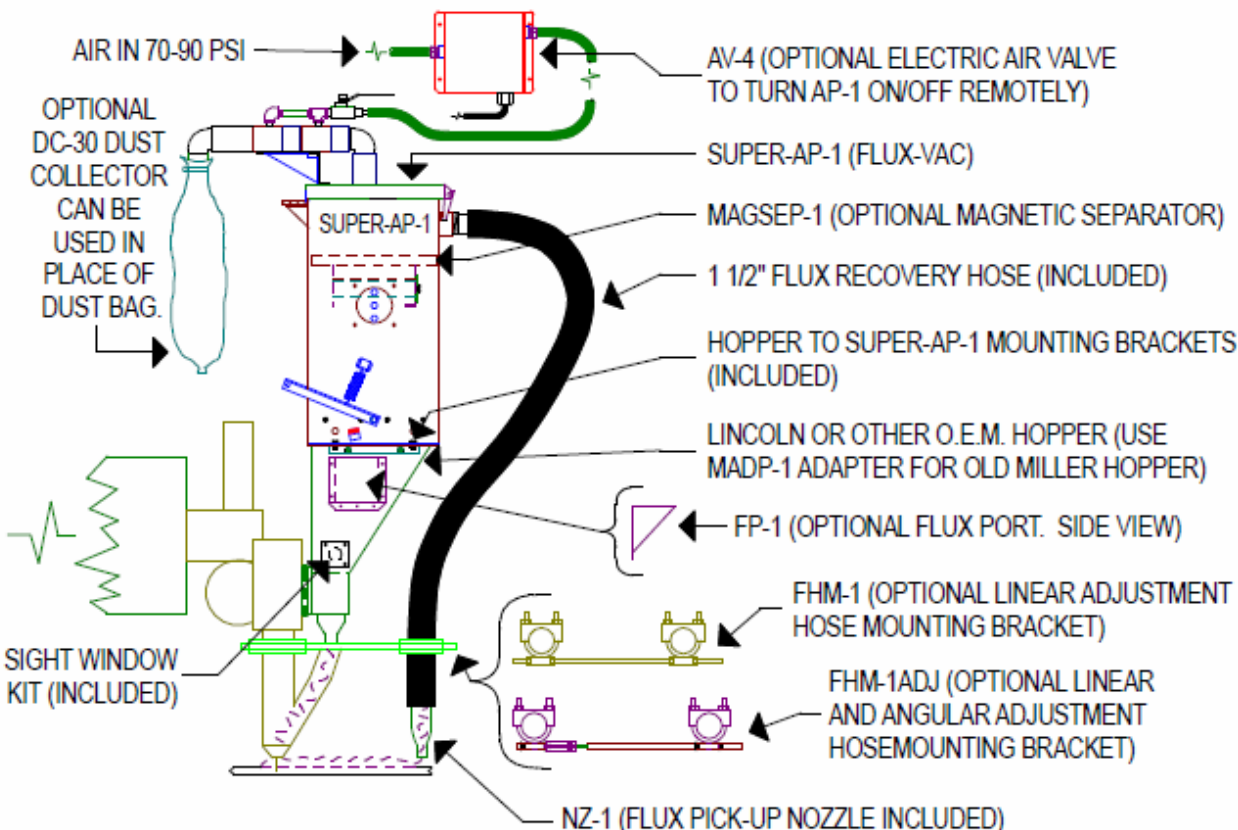 AIR IN 70-90 PSI
AV-4 (OPTIONAL ELECTRIC AIR VALVE
TO TURN AP-1 ON/OFF REMOTELY)
OPTIONAL
DC-30 DUST
COLLECTOR
CAN BE
USED IN
PLACE OF
DUST BAG.
SUPER-AP-1 (FLUX-VAC)
SUPER-AP-1
MAGSEP-1 (OPTIONAL MAGNETIC SEPARATOR)
1 1/2" FLUX RECOVERY HOSE (INCLUDED)
HOPPER TO SUPER-AP-1 MOUNTING BRACKETS
(INCLUDED)
LINCOLN OR OTHER O.E.M. HOPPER (USE
MADP-1 ADAPTER FOR OLD MILLER HOPPER)
FP-1 (OPTIONAL FLUX PORT.  SIDE VIEW)
FHM-1 (OPTIONAL LINEAR ADJUSTMENT
HOSE MOUNTING BRACKET)
SIGHT WINDOW
KIT (INCLUDED)
FHM-1ADJ (OPTIONAL LINEAR
AND ANGULAR ADJUSTMENT
HOSEMOUNTING BRACKET)
NZ-1 (FLUX PICK-UP NOZZLE INCLUDED)